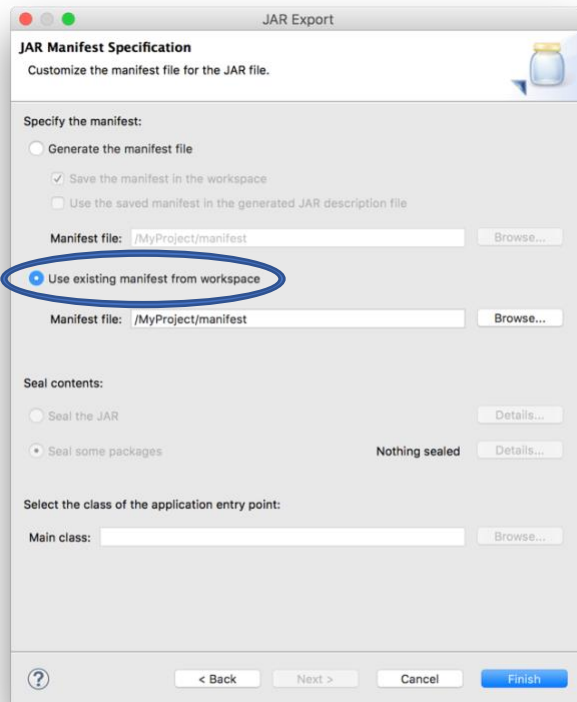 JAR Export
JAR Manifest Specification
Customize the manifest file for the JAR file.
Specify the manifest:
Generate the manifest file
Save the manifest in the workspace
Use the saved manifest in the generated JAR description file
Manifest file: /MyProject/manifest Browse...
Use existing manifest from workspace
Manifest file: /MyProject/manifest Browse...
Seal contents:
Seal the JAR Details...
Seal some packages Nothing sealed Details...
Select the class of the application entry point:
Main class: Browse...
? < Back Next > Cancel Finish